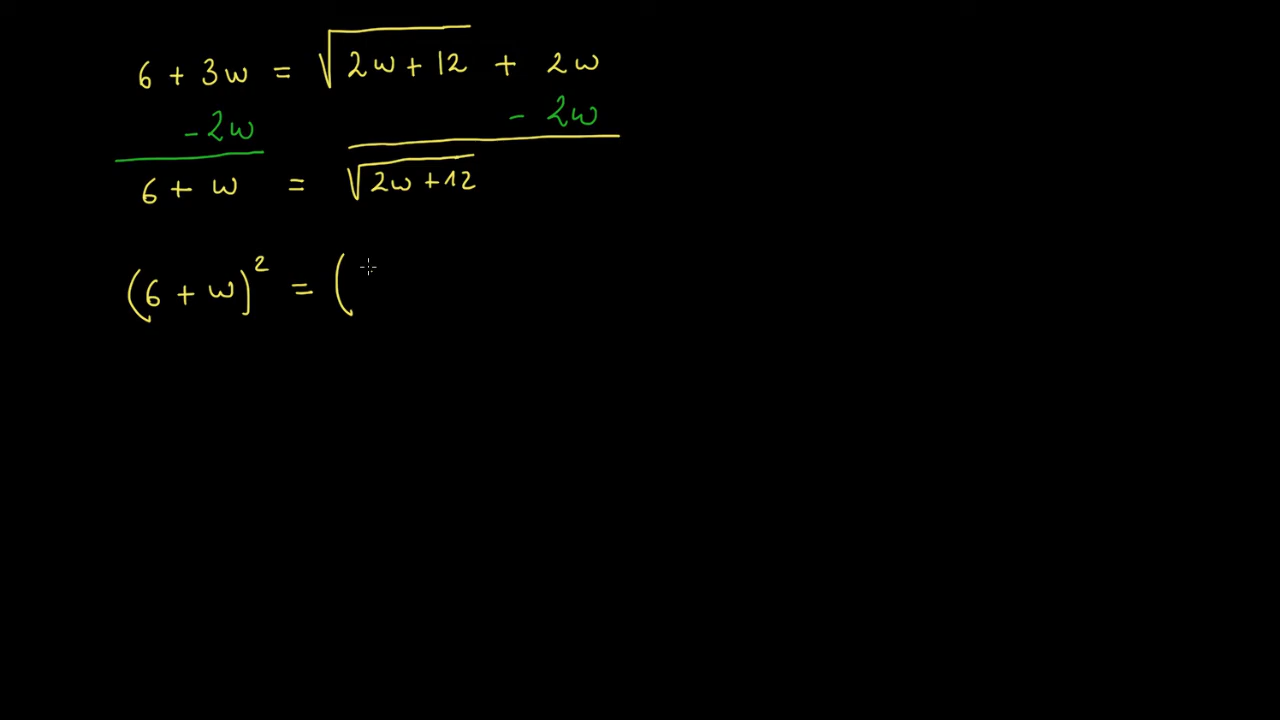 6 + 3w = √(2w + 12) + 2w
- 2w - 2w
6 + w = √(2w + 12)
(6 + w)² = (